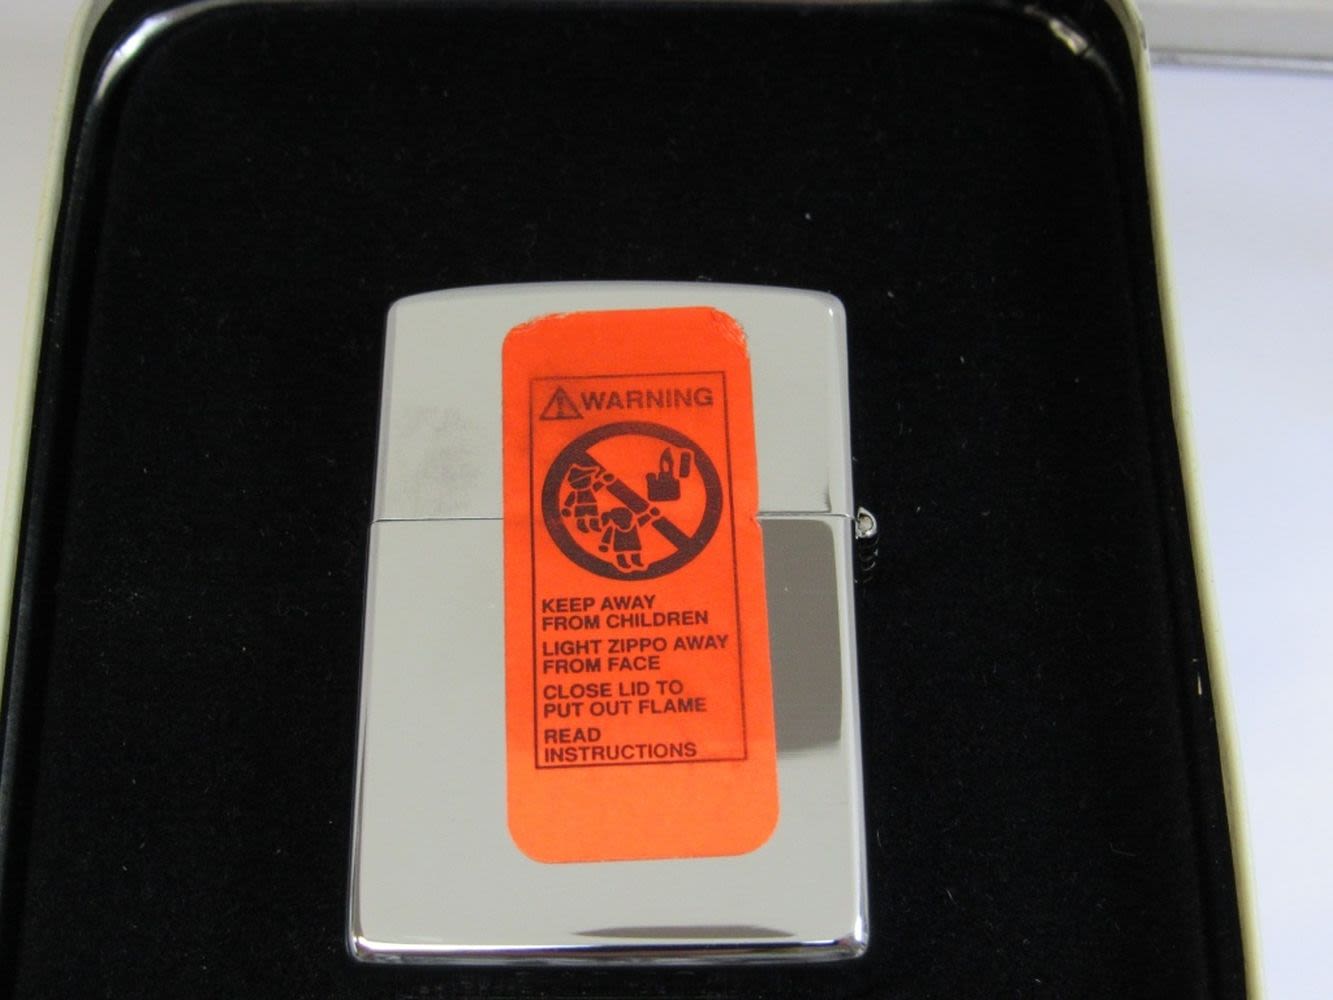 WARNING
KEEP AWAY
FROM CHILDREN
LIGHT ZIPPO AWAY
FROM FACE
CLOSE LID TO
PUT OUT FLAME
READ
INSTRUCTIONS